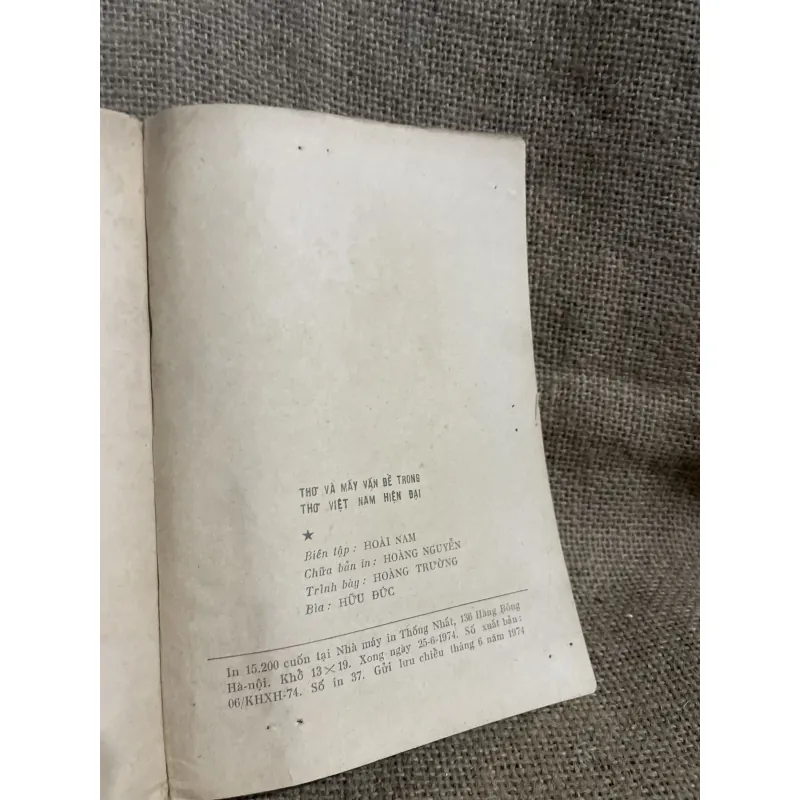 THƠ VÀ MẤY VẤN ĐỀ TRONG
THƠ VIỆT NAM HIỆN ĐẠI
★
Biên tập : HOÀI NAM
Chữa bản in : HOÀNG NGUYỄN
Trình bày : HOÀNG TRƯỜNG
Bìa : HỮU ĐỨC
In 15.200 cuốn tại Nhà máy in Thống Nhất, 136 Hàng Bông
Hà-nội. Khổ 13×19. Xong ngày 25-6-1974. Số xuất bản:
06/KHXH-74. Số in 37. Gửi lưu chiểu tháng 6 năm 1974